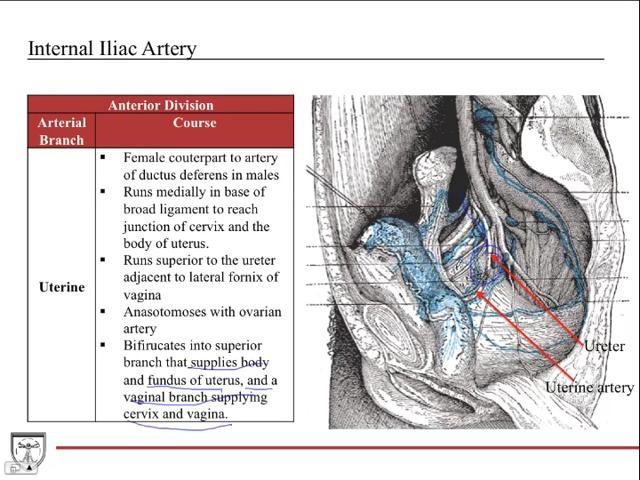 Internal Iliac Artery
Anterior Division
Arterial Branch
Course
Uterine
▪ Female couterpart to artery
of ductus deferens in males
▪ Runs medially in base of
broad ligament to reach
junction of cervix and the
body of uterus.
▪ Runs superior to the ureter
adjacent to lateral fornix of
vagina
▪ Anasotomoses with ovarian
artery
▪ Bifirucates into superior
branch that supplies body
and fundus of uterus, and a
vaginal branch supplying
cervix and vagina.
Ureter
Uterine artery